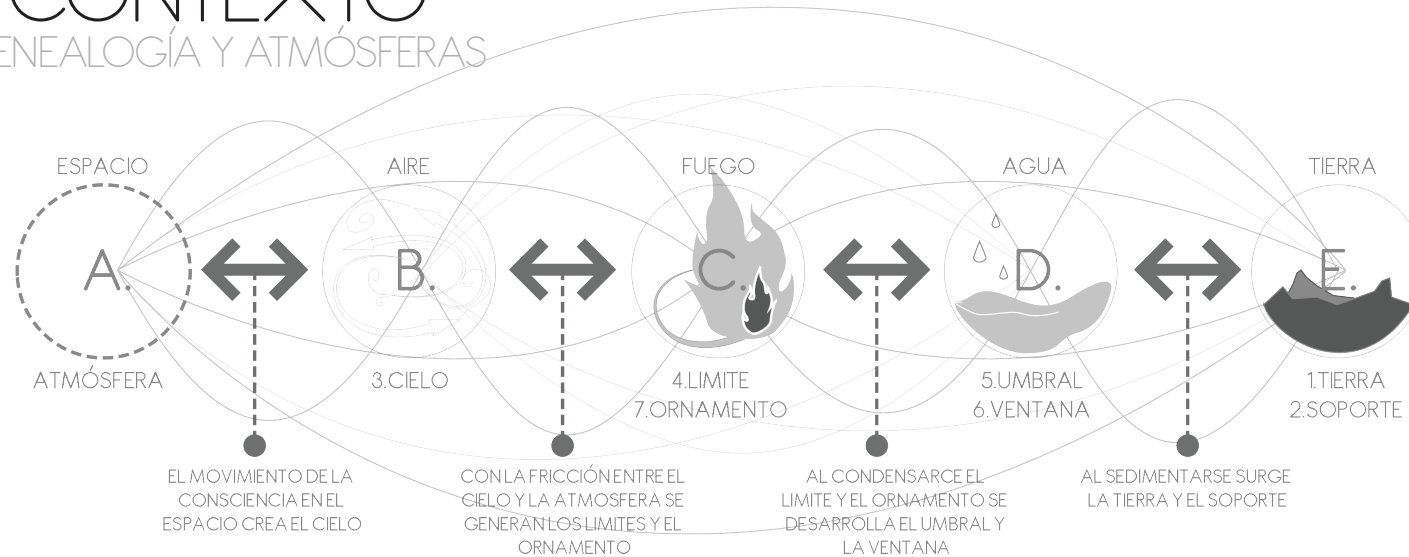 CONTEXTO
ENEALOGÍA Y ATMÓSFERAS
ESPACIO
AIRE
FUEGO
AGUA
TIERRA
A.
B.
C.
D.
E.
ATMÓSFERA
3.CIELO
4.LIMITE
7.ORNAMENTO
5.UMBRAL
6.VENTANA
1.TIERRA
2.SOPORTE
EL MOVIMIENTO DE LA
CONSCIENCIA EN EL
ESPACIO CREA EL CIELO
CON LA FRICCIÓN ENTRE EL
CIELO Y LA ATMOSFERA SE
GENERAN LOS LIMITES Y EL
ORNAMENTO
AL CONDENSARCE EL
LIMITE Y EL ORNAMENTO SE
DESARROLLA EL UMBRAL Y
LA VENTANA
AL SEDIMENTARSE SURGE
LA TIERRA Y EL SOPORTE